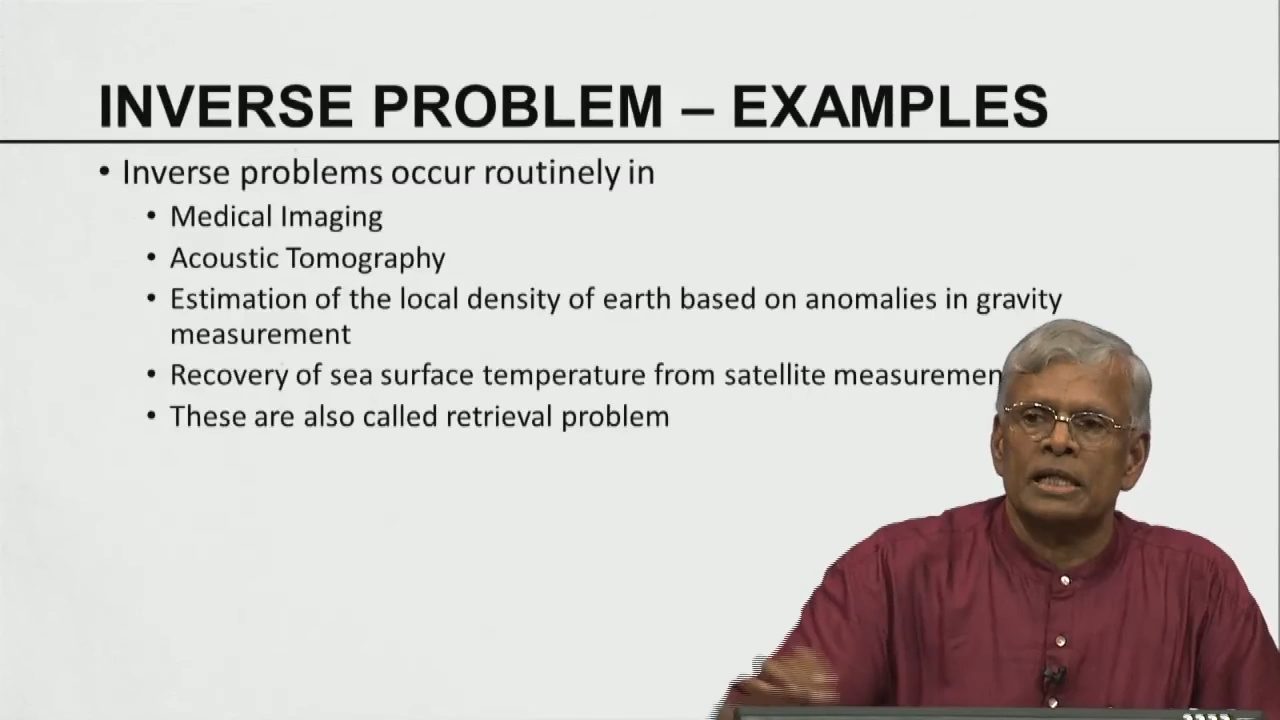 INVERSE PROBLEM – EXAMPLES
• Inverse problems occur routinely in
• Medical Imaging
• Acoustic Tomography
• Estimation of the local density of earth based on anomalies in gravity
measurement
• Recovery of sea surface temperature from satellite
• These are also called retrieval problem